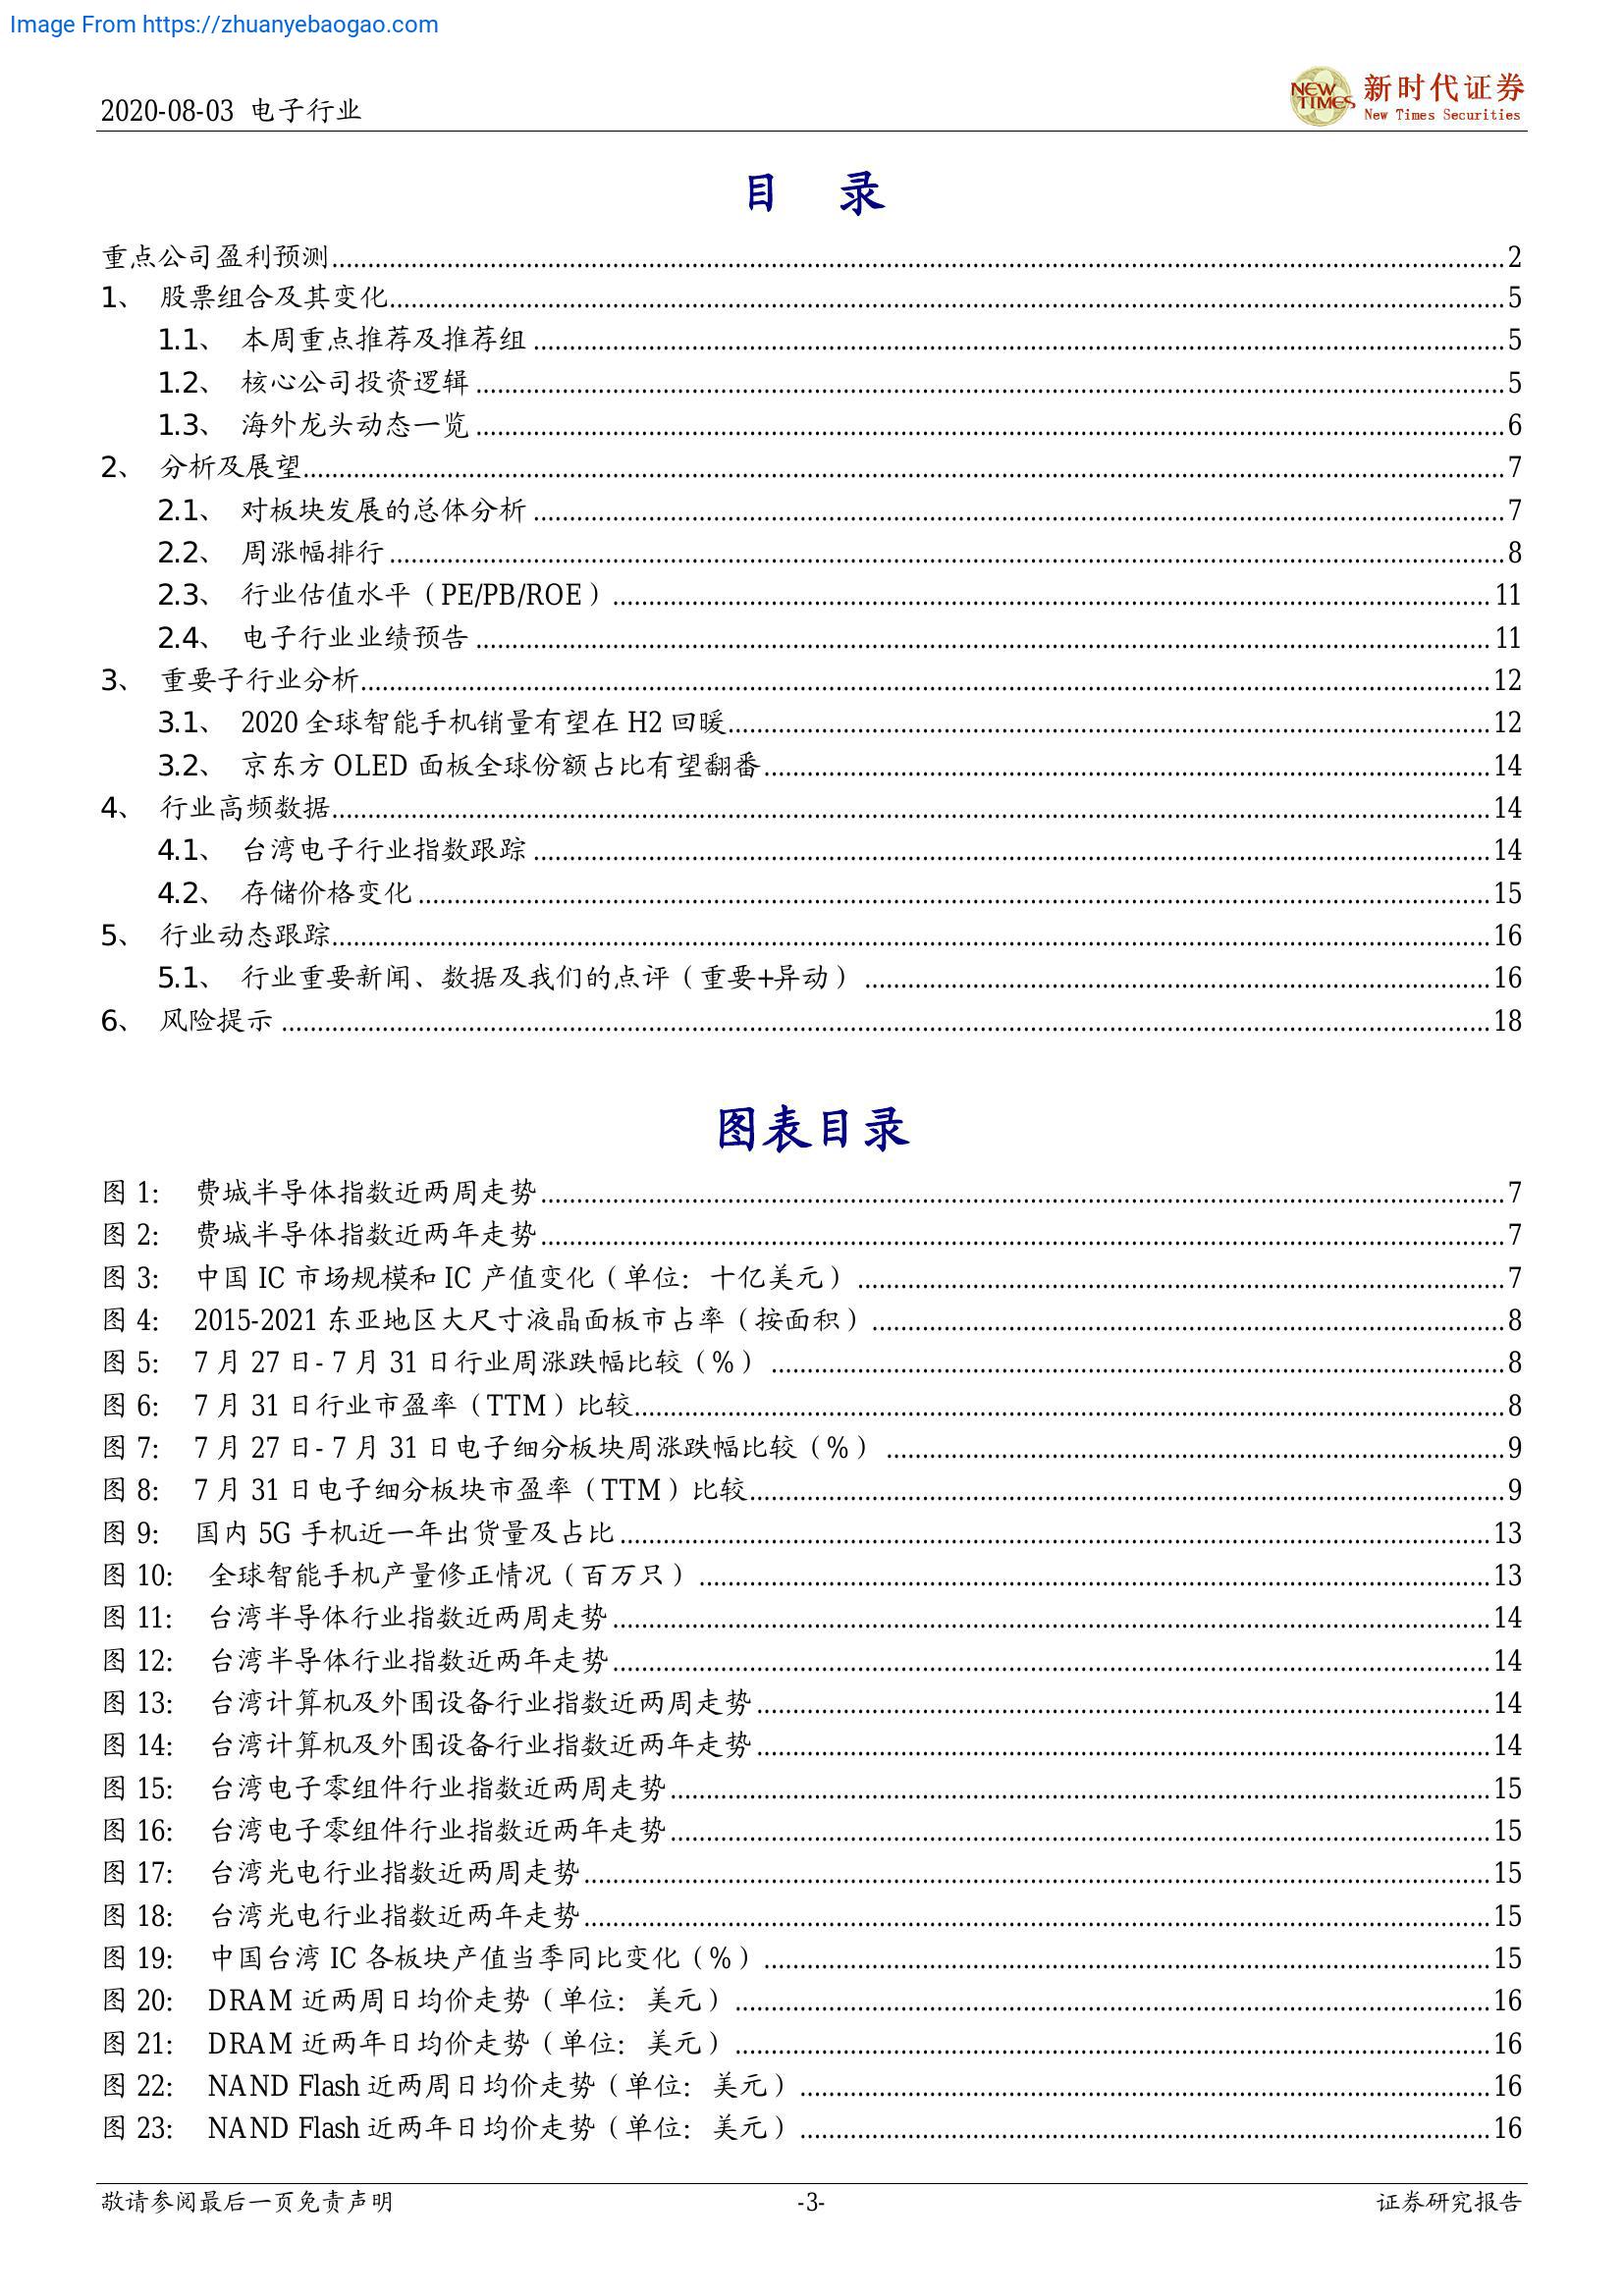 Image From https://zhuanyebaogao.com
2020-08-03 电子行业
NEW TIMES
新时代证券
New Times Securities
目 录
重点公司盈利预测 2
1、 股票组合及其变化 5
1.1、 本周重点推荐及推荐组 5
1.2、 核心公司投资逻辑 5
1.3、 海外龙头动态一览 6
2、 分析及展望 7
2.1、 对板块发展的总体分析 7
2.2、 周涨幅排行 8
2.3、 行业估值水平（PE/PB/ROE） 11
2.4、 电子行业业绩预告 11
3、 重要子行业分析 12
3.1、 2020 全球智能手机销量有望在 H2 回暖 12
3.2、 京东方 OLED 面板全球份额占比有望翻番 14
4、 行业高频数据 14
4.1、 台湾电子行业指数跟踪 14
4.2、 存储价格变化 15
5、 行业动态跟踪 16
5.1、 行业重要新闻、数据及我们的点评（重要+异动） 16
6、 风险提示 18
图表目录
图 1: 费城半导体指数近两周走势 7
图 2: 费城半导体指数近两年走势 7
图 3: 中国 IC 市场规模和 IC 产值变化（单位：十亿美元） 7
图 4: 2015-2021 东亚地区大尺寸液晶面板市占率（按面积） 8
图 5: 7 月 27 日- 7 月 31 日行业周涨跌幅比较（%） 8
图 6: 7 月 31 日行业市盈率（TTM）比较 8
图 7: 7 月 27 日- 7 月 31 日电子细分板块周涨跌幅比较（%） 9
图 8: 7 月 31 日电子细分板块市盈率（TTM）比较 9
图 9: 国内 5G 手机近一年出货量及占比 13
图 10: 全球智能手机产量修正情况（百万只） 13
图 11: 台湾半导体行业指数近两周走势 14
图 12: 台湾半导体行业指数近两年走势 14
图 13: 台湾计算机及外围设备行业指数近两周走势 14
图 14: 台湾计算机及外围设备行业指数近两年走势 14
图 15: 台湾电子零组件行业指数近两周走势 15
图 16: 台湾电子零组件行业指数近两年走势 15
图 17: 台湾光电行业指数近两周走势 15
图 18: 台湾光电行业指数近两年走势 15
图 19: 中国台湾 IC 各板块产值当季同比变化（%） 15
图 20: DRAM 近两周日均价走势（单位：美元） 16
图 21: DRAM 近两年日均价走势（单位：美元） 16
图 22: NAND Flash 近两周日均价走势（单位：美元） 16
图 23: NAND Flash 近两年日均价走势（单位：美元） 16
敬请参阅最后一页免责声明 -3- 证券研究报告